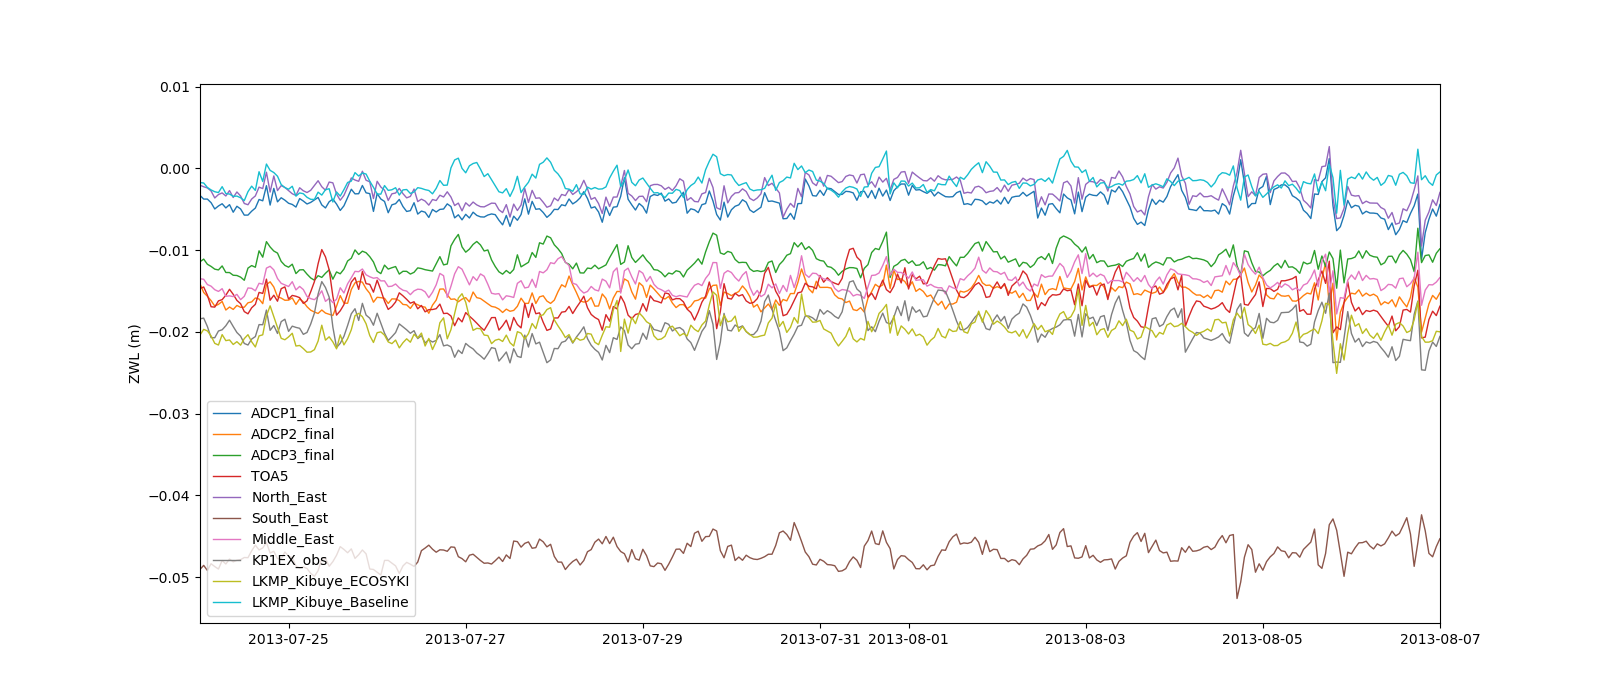 0.01
0.00
−0.01
−0.02
−0.03
−0.04
−0.05
ZWL (m)
ADCP1_final
ADCP2_final
ADCP3_final
TOA5
North_East
South_East
Middle_East
KP1EX_obs
LKMP_Kibuye_ECOSYKI
LKMP_Kibuye_Baseline
2013-07-25 2013-07-27 2013-07-29 2013-07-31 2013-08-01 2013-08-03 2013-08-05 2013-08-07